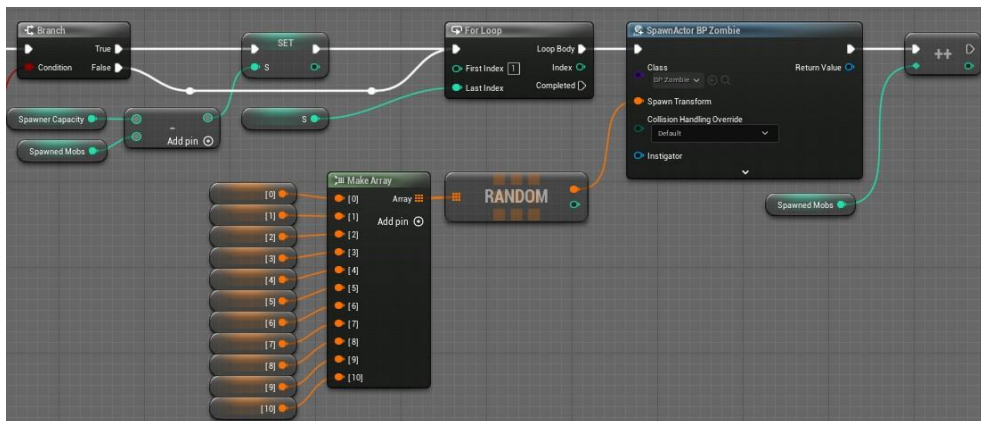 Branch
True
Condition
False
SET
S
Spawner Capacity
Spawned Mobs
-
Add pin
S
For Loop
Loop Body
First Index 1
Index
Last Index
Completed
SpawnActor BP Zombie
Class
BP Zombie
Return Value
Spawn Transform
Collision Handling Override
Default
Instigator
++
Spawned Mobs
[0]
[1]
[2]
[3]
[4]
[5]
[6]
[7]
[8]
[9]
[10]
Make Array
[0]
Array
[1]
Add pin
[2]
[3]
[4]
[5]
[6]
[7]
[8]
[9]
[10]
RANDOM